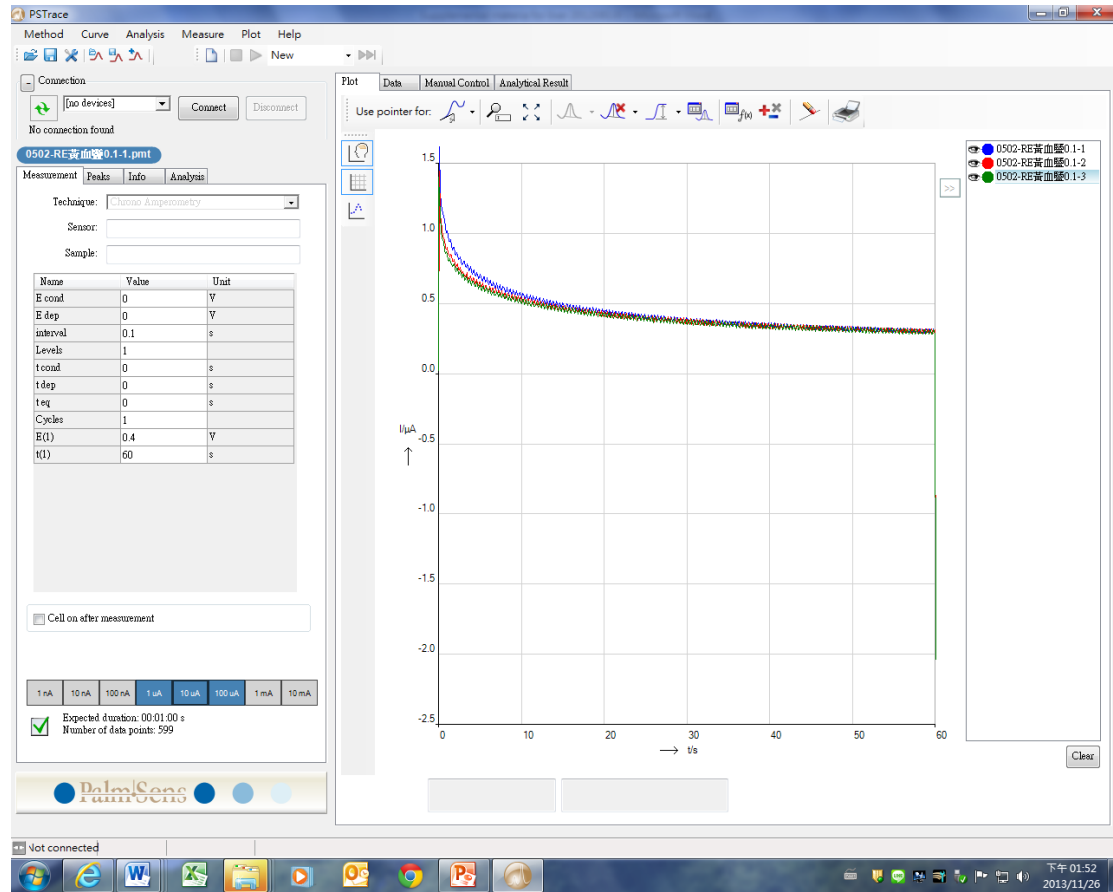 PSTrace
Method Curve Analysis Measure Plot Help
New
Connection
[no devices]
Connect
Disconnect
No connection found
0502-RE黃血鹽0.1-1.pmt
Measurement Peaks Info Analysis
Technique: Chrono Amperometry
Sensor:
Sample:
Name Value Unit
E cond 0 V
E dep 0 V
interval 0.1 s
Levels 1
t cond 0 s
t dep 0 s
t eq 0 s
Cycles 1
E(1) 0.4 V
t(1) 60 s
Cell on after measurement
1 nA 10 nA 100 nA 1 uA 10 uA 100 uA 1 mA 10 mA
Expected duration: 00:01:00 s
Number of data points: 599
PalmSens
Plot Data Manual Control Analytical Result
Use pointer for:
f(x)
>>
0502-RE黃血鹽0.1-1
0502-RE黃血鹽0.1-2
0502-RE黃血鹽0.1-3
1.5
1.0
0.5
0.0
I/µA
-0.5
-1.0
-1.5
-2.0
-2.5
0 10 20 30 40 50 60
t/s
Clear
Not connected
下午 01:52
2013/11/26